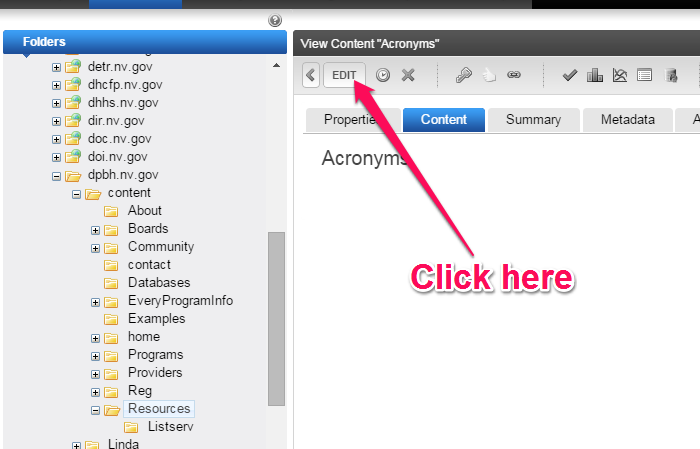 Folders
detr.nv.gov
dhcfp.nv.gov
dhhs.nv.gov
dir.nv.gov
doc.nv.gov
doi.nv.gov
dpbh.nv.gov
content
About
Boards
Community
contact
Databases
EveryProgramInfo
Examples
home
Programs
Providers
Reg
Resources
Listserv
Linda
View Content "Acronyms"
EDIT
Properties Content Summary Metadata A
Acronyms
Click here